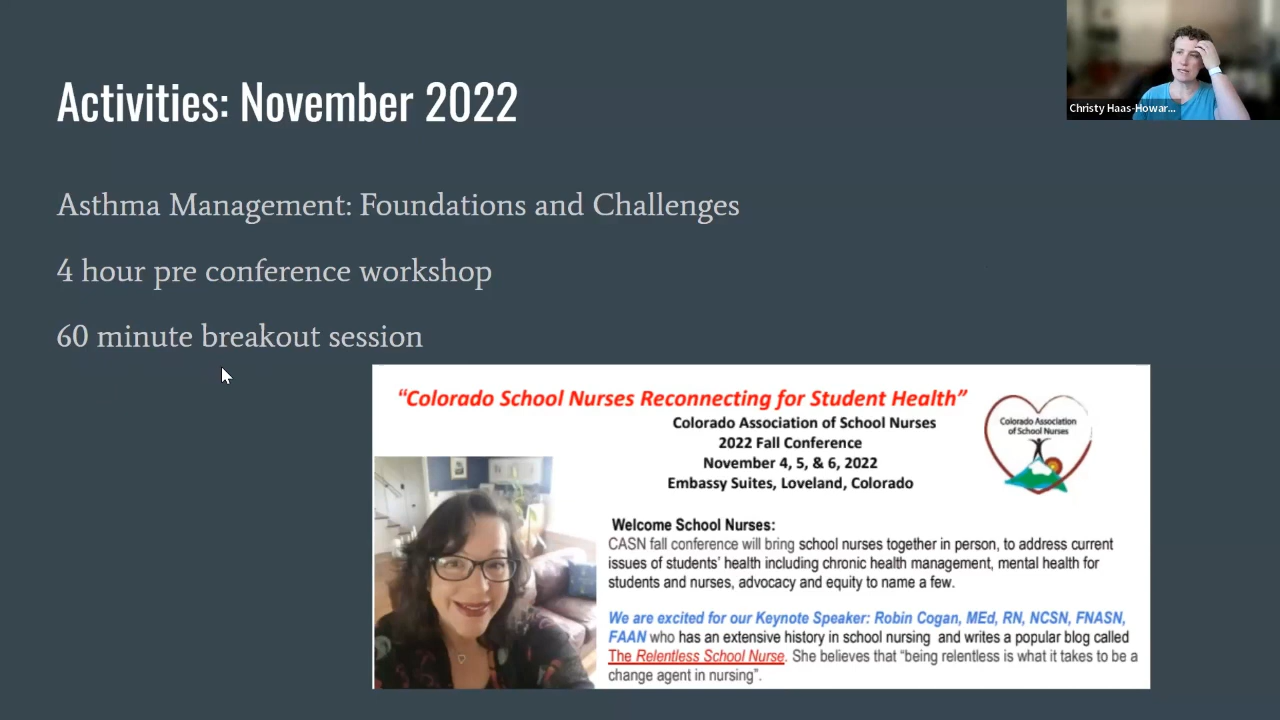 Activities: November 2022
Christy Haas-Howar...
Asthma Management: Foundations and Challenges
4 hour pre conference workshop
60 minute breakout session
“Colorado School Nurses Reconnecting for Student Health”
Colorado Association of School Nurses
2022 Fall Conference
November 4, 5, & 6, 2022
Embassy Suites, Loveland, Colorado
Colorado Association
of School Nurses
Welcome School Nurses:
CASN fall conference will bring school nurses together in person, to address current
issues of students’ health including chronic health management, mental health for
students and nurses, advocacy and equity to name a few.
We are excited for our Keynote Speaker: Robin Cogan, MEd, RN, NCSN, FNASN,
FAAN who has an extensive history in school nursing and writes a popular blog called
The Relentless School Nurse. She believes that “being relentless is what it takes to be a
change agent in nursing”.